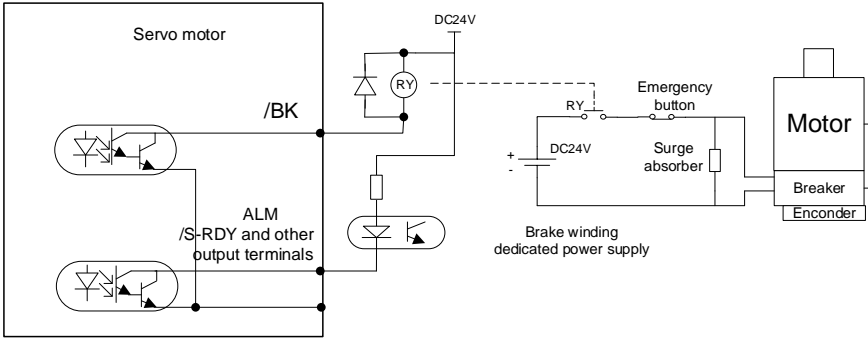 Servo motor
DC24V
RY
/BK
ALM
/S-RDY and other
output terminals
RY
Emergency
button
+
-
DC24V
Surge
absorber
Brake winding
dedicated power supply
Motor
Breaker
Enconder